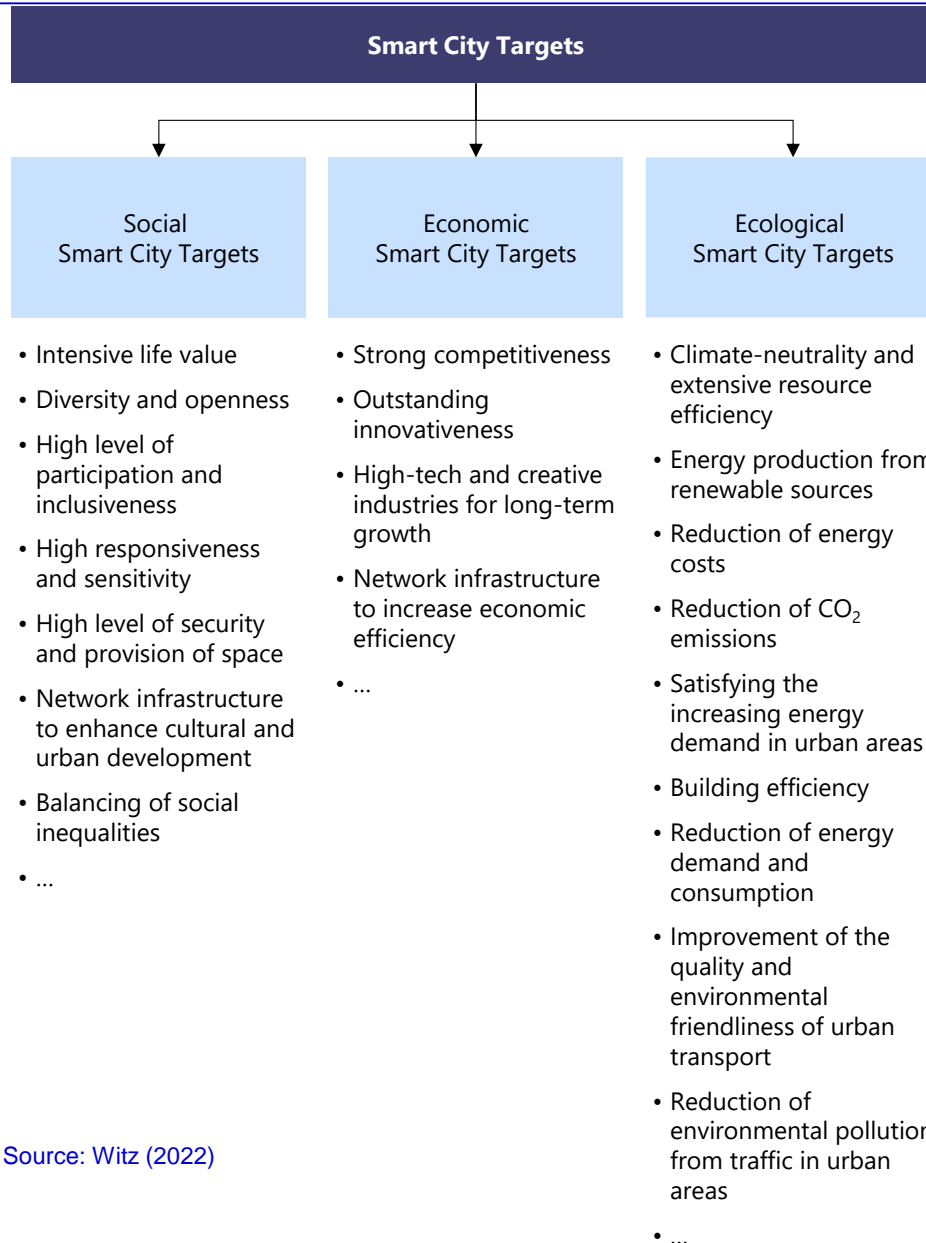 Smart City Targets
Social
Smart City Targets
• Intensive life value
• Diversity and openness
• High level of
participation and
inclusiveness
• High responsiveness
and sensitivity
• High level of security
and provision of space
• Network infrastructure
to enhance cultural and
urban development
• Balancing of social
inequalities
• ...
Economic
Smart City Targets
• Strong competitiveness
• Outstanding
innovativeness
• High-tech and creative
industries for long-term
growth
• Network infrastructure
to increase economic
efficiency
• ...
Ecological
Smart City Targets
• Climate-neutrality and
extensive resource
efficiency
• Energy production from
renewable sources
• Reduction of energy
costs
• Reduction of CO₂
emissions
• Satisfying the
increasing energy
demand in urban areas
• Building efficiency
• Reduction of energy
demand and
consumption
• Improvement of the
quality and
environmental
friendliness of urban
transport
• Reduction of
environmental pollution
from traffic in urban
areas
• ...
Source: Witz (2022)